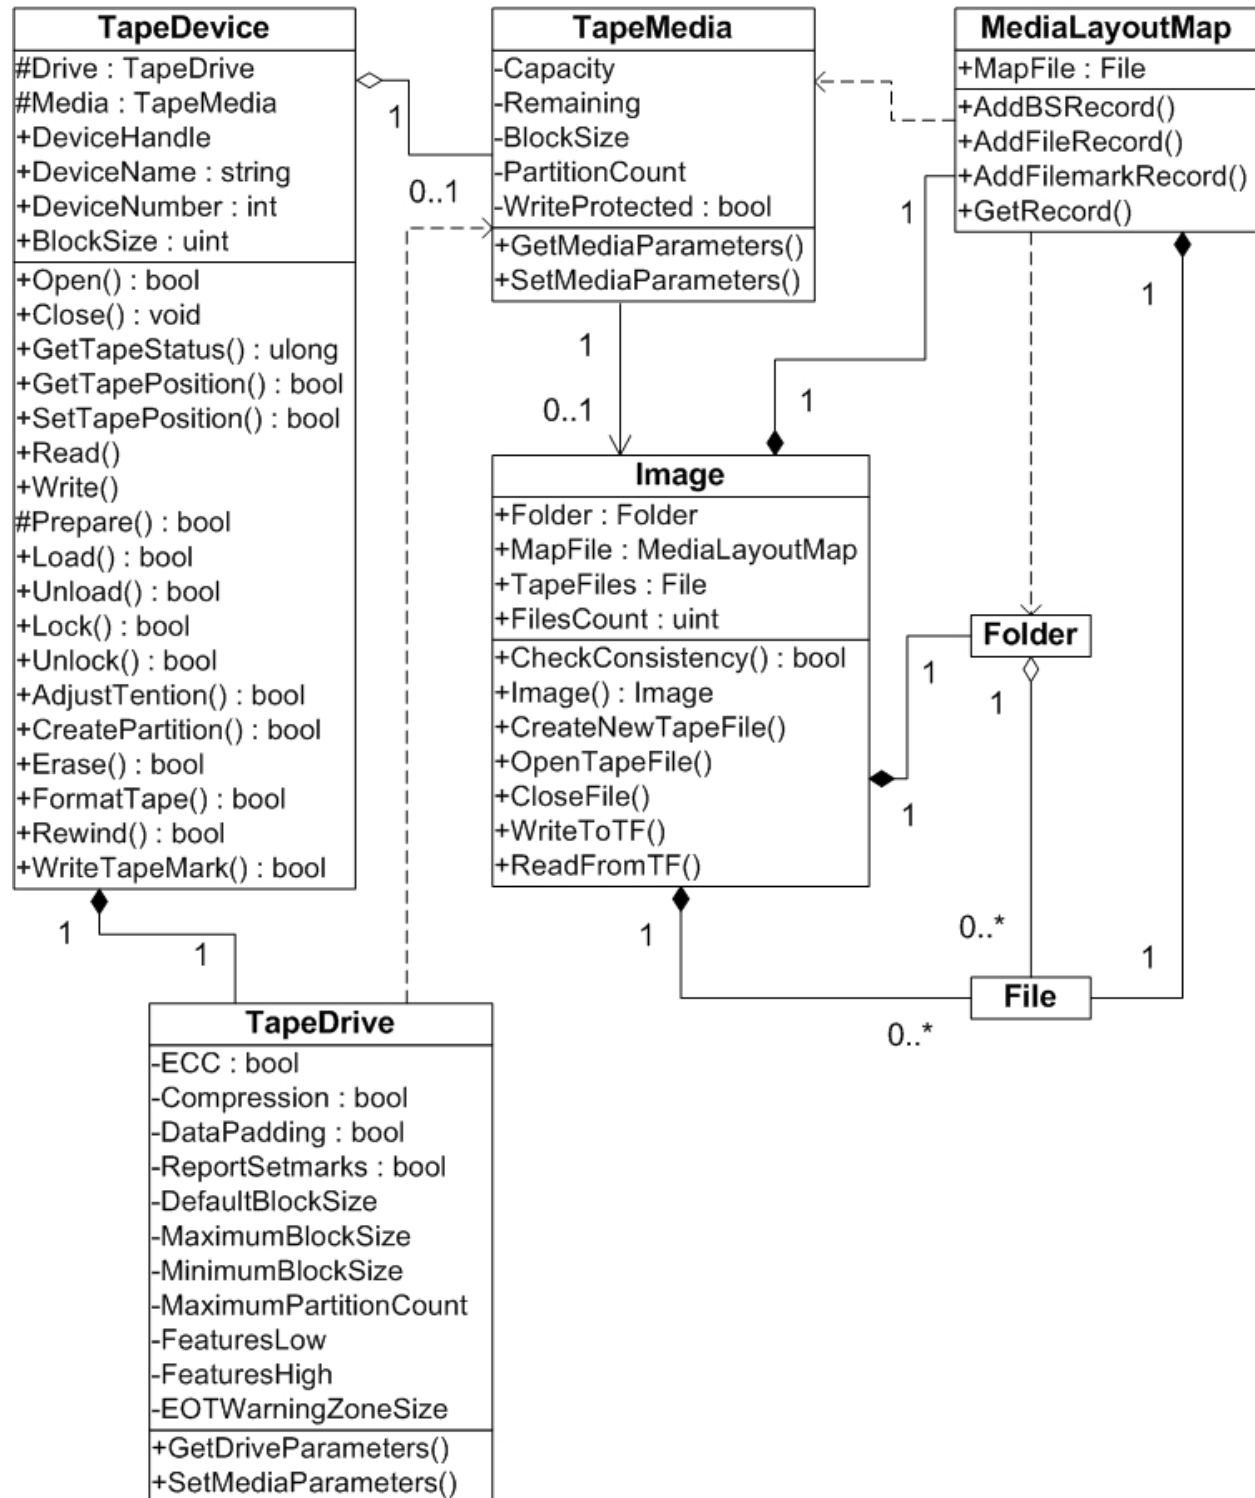 TapeDevice
#Drive : TapeDrive
#Media : TapeMedia
+DeviceHandle
+DeviceName : string
+DeviceNumber : int
+BlockSize : uint
+Open() : bool
+Close() : void
+GetTapeStatus() : ulong
+GetTapePosition() : bool
+SetTapePosition() : bool
+Read()
+Write()
#Prepare() : bool
+Load() : bool
+Unload() : bool
+Lock() : bool
+Unlock() : bool
+AdjustTention() : bool
+CreatePartition() : bool
+Erase() : bool
+FormatTape() : bool
+Rewind() : bool
+WriteTapeMark() : bool
1
0..1
TapeMedia
-Capacity
-Remaining
-BlockSize
-PartitionCount
-WriteProtected : bool
+GetMediaParameters()
+SetMediaParameters()
1
0..1
MediaLayoutMap
+MapFile : File
+AddBSRecord()
+AddFileRecord()
+AddFilemarkRecord()
+GetRecord()
1
1
1
Image
+Folder : Folder
+MapFile : MediaLayoutMap
+TapeFiles : File
+FilesCount : uint
+CheckConsistency() : bool
+Image() : Image
+CreateNewTapeFile()
+OpenTapeFile()
+CloseFile()
+WriteToTF()
+ReadFromTF()
Folder
1
1
1
0..*
1
1
0..*
File
1
1
TapeDrive
-ECC : bool
-Compression : bool
-DataPadding : bool
-ReportSetmarks : bool
-DefaultBlockSize
-MaximumBlockSize
-MinimumBlockSize
-MaximumPartitionCount
-FeaturesLow
-FeaturesHigh
-EOTWarningZoneSize
+GetDriveParameters()
+SetMediaParameters()